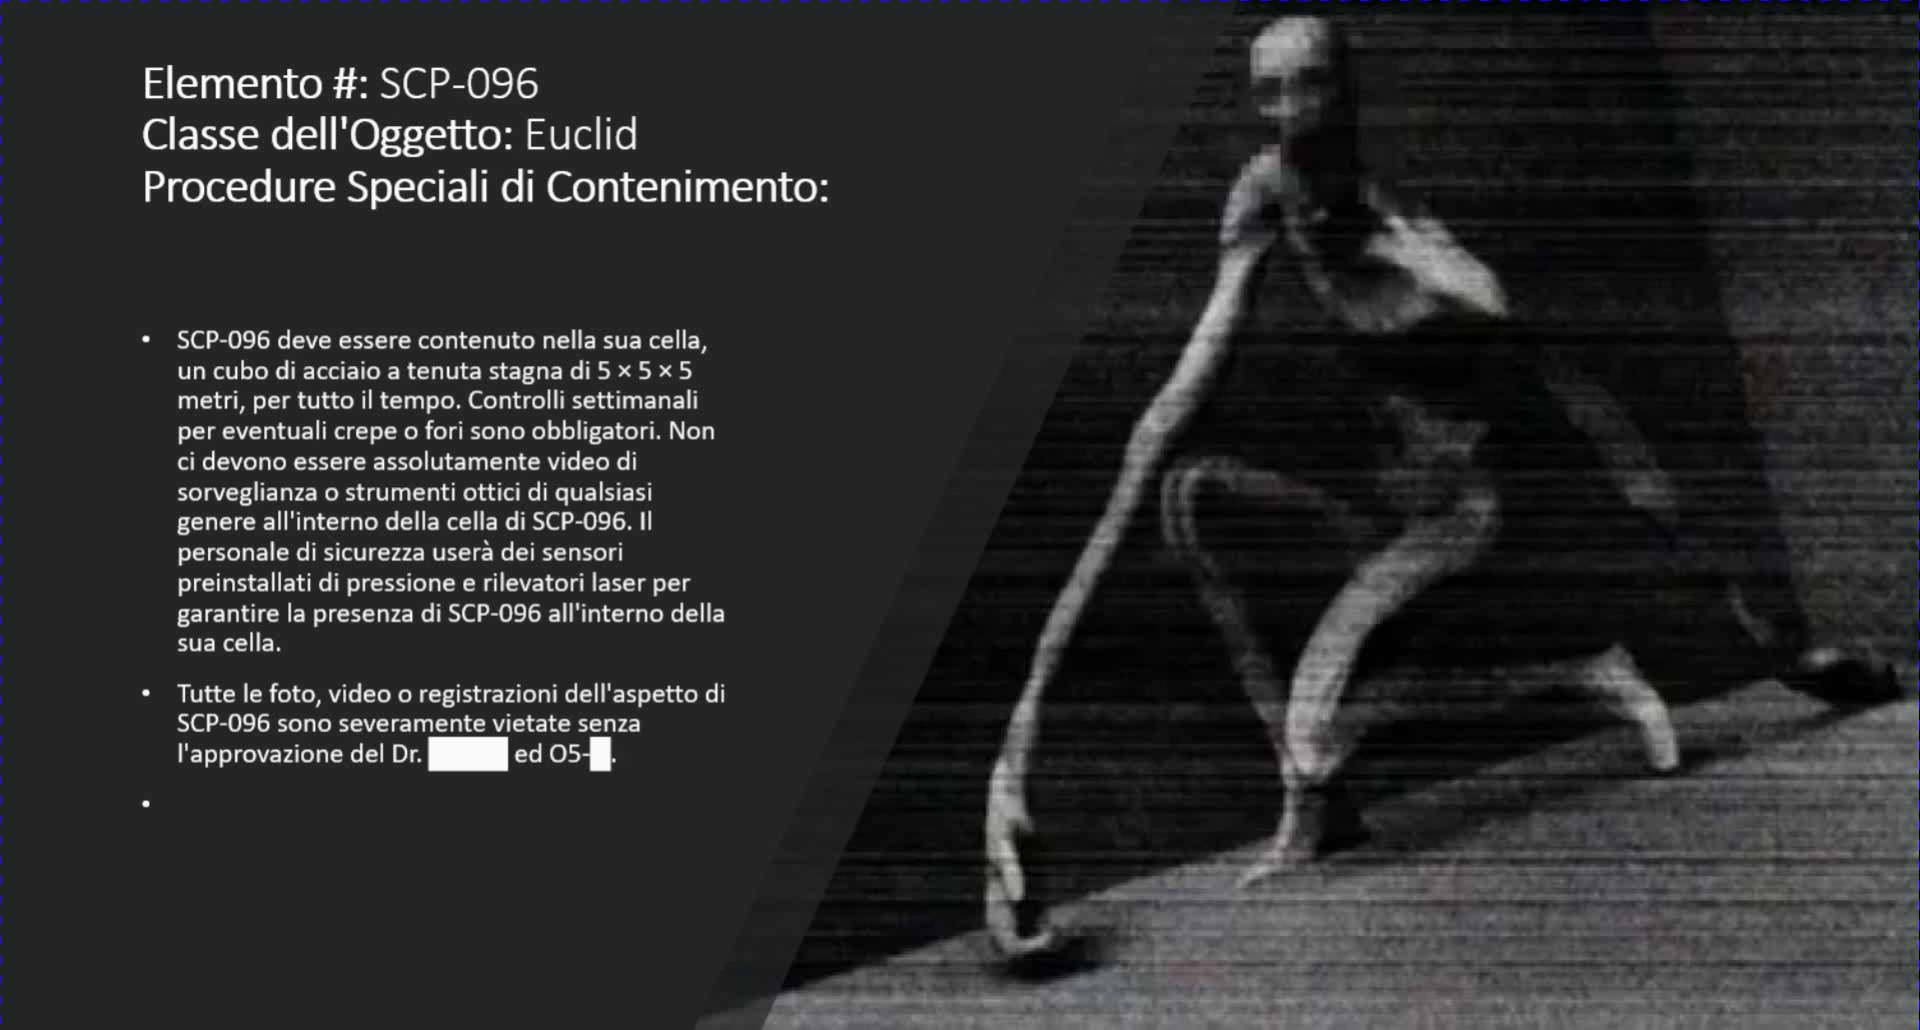 Elemento #: SCP-096
Classe dell'Oggetto: Euclid
Procedure Speciali di Contenimento:
• SCP-096 deve essere contenuto nella sua cella,
un cubo di acciaio a tenuta stagna di 5 × 5 × 5
metri, per tutto il tempo. Controlli settimanali
per eventuali crepe o fori sono obbligatori. Non
ci devono essere assolutamente video di
sorveglianza o strumenti ottici di qualsiasi
genere all'interno della cella di SCP-096. Il
personale di sicurezza userà dei sensori
preinstallati di pressione e rilevatori laser per
garantire la presenza di SCP-096 all'interno della
sua cella.
• Tutte le foto, video o registrazioni dell'aspetto di
SCP-096 sono severamente vietate senza
l'approvazione del Dr. ████ ed O5-█.
•